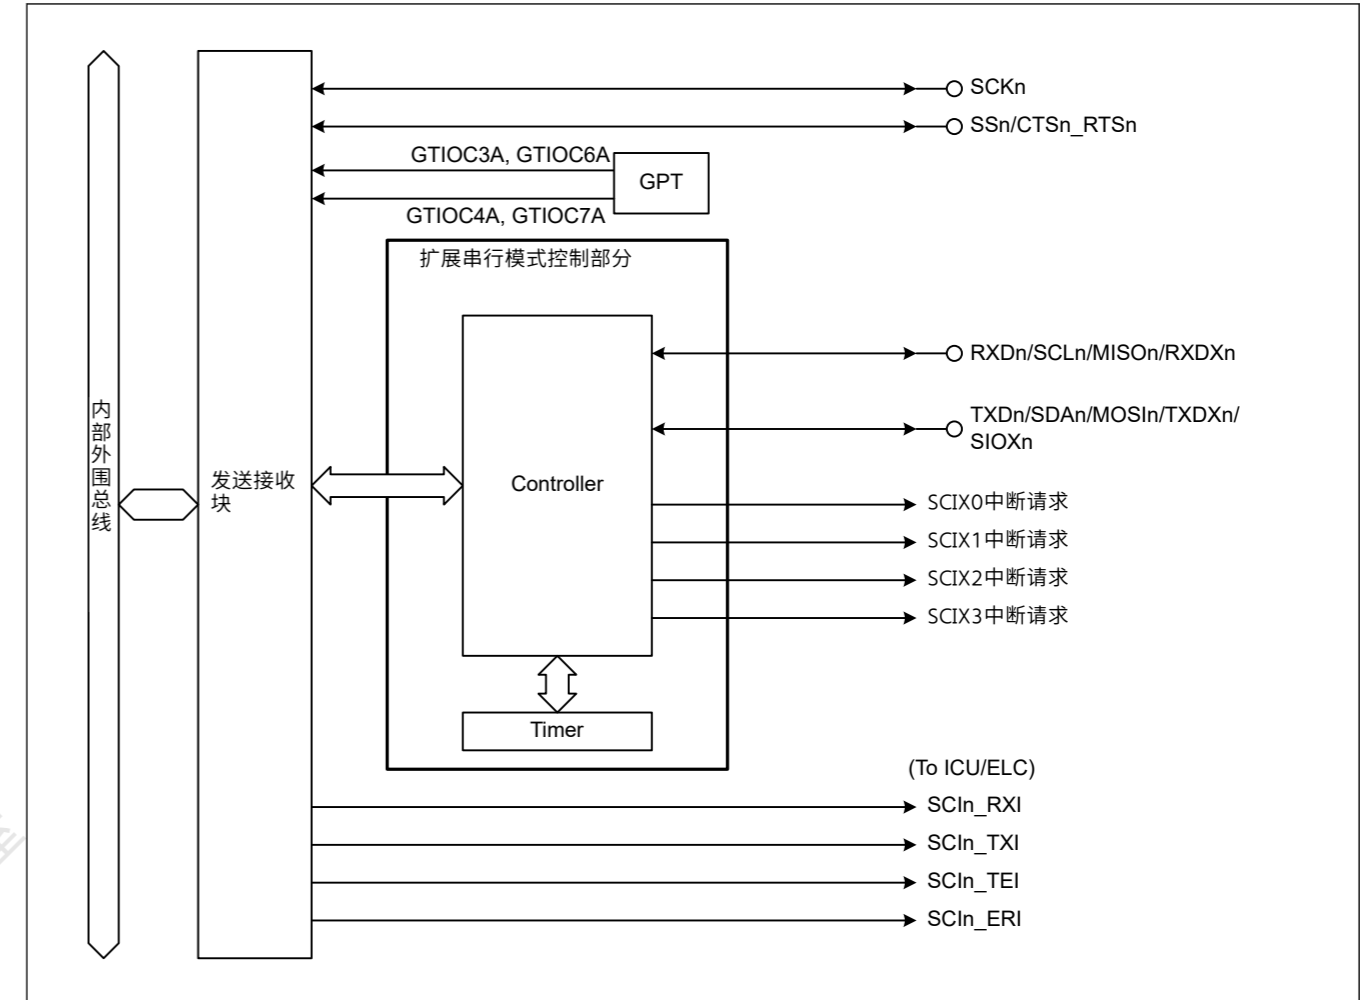 SCKn
SSn/CTSn_RTSn
GTIOC3A, GTIOC6A
GPT
GTIOC4A, GTIOC7A
扩展串行模式控制部分
RXDn/SCLn/MISOn/RXDXn
TXDn/SDAn/MOSIn/TXDXn/
SIOXn
内部外围总线
发送接收
块
Controller
SCIX0中断请求
SCIX1中断请求
SCIX2中断请求
SCIX3中断请求
Timer
(To ICU/ELC)
SCIn_RXI
SCIn_TXI
SCIn_TEI
SCIn_ERI